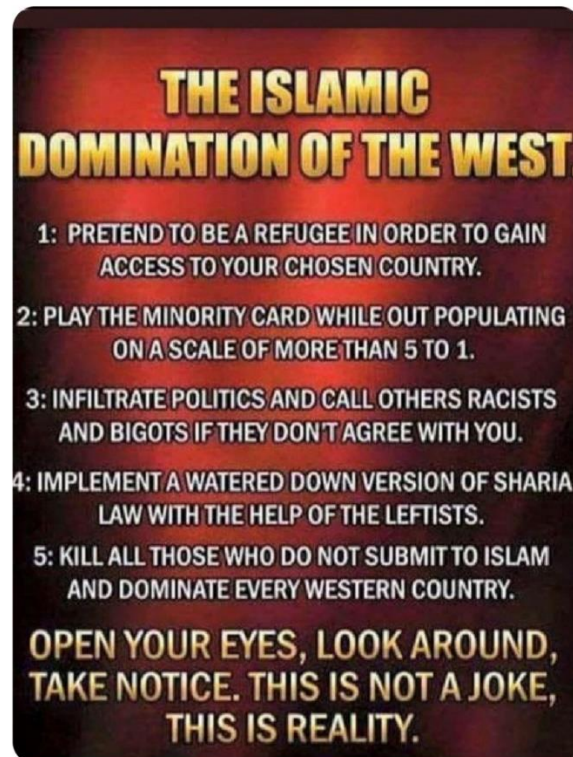 THE ISLAMIC
DOMINATION OF THE WEST
1: PRETEND TO BE A REFUGEE IN ORDER TO GAIN
ACCESS TO YOUR CHOSEN COUNTRY.
2: PLAY THE MINORITY CARD WHILE OUT POPULATING
ON A SCALE OF MORE THAN 5 TO 1.
3: INFILTRATE POLITICS AND CALL OTHERS RACISTS
AND BIGOTS IF THEY DON'T AGREE WITH YOU.
4: IMPLEMENT A WATERED DOWN VERSION OF SHARIA
LAW WITH THE HELP OF THE LEFTISTS.
5: KILL ALL THOSE WHO DO NOT SUBMIT TO ISLAM
AND DOMINATE EVERY WESTERN COUNTRY.
OPEN YOUR EYES, LOOK AROUND,
TAKE NOTICE. THIS IS NOT A JOKE,
THIS IS REALITY.